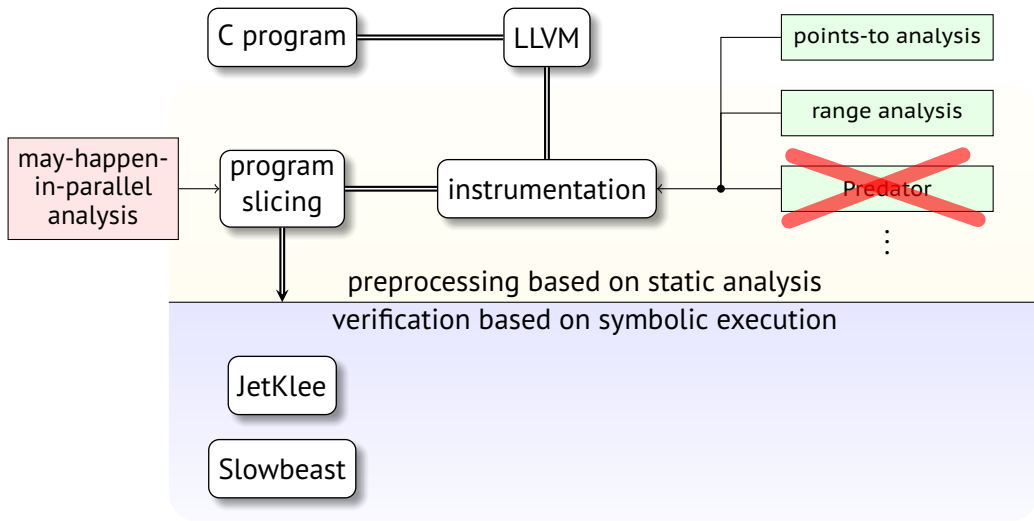 C program
LLVM
points-to analysis
range analysis
may-happen-
in-parallel
analysis
program
slicing
instrumentation
Predator
⋮
preprocessing based on static analysis
verification based on symbolic execution
JetKlee
Slowbeast